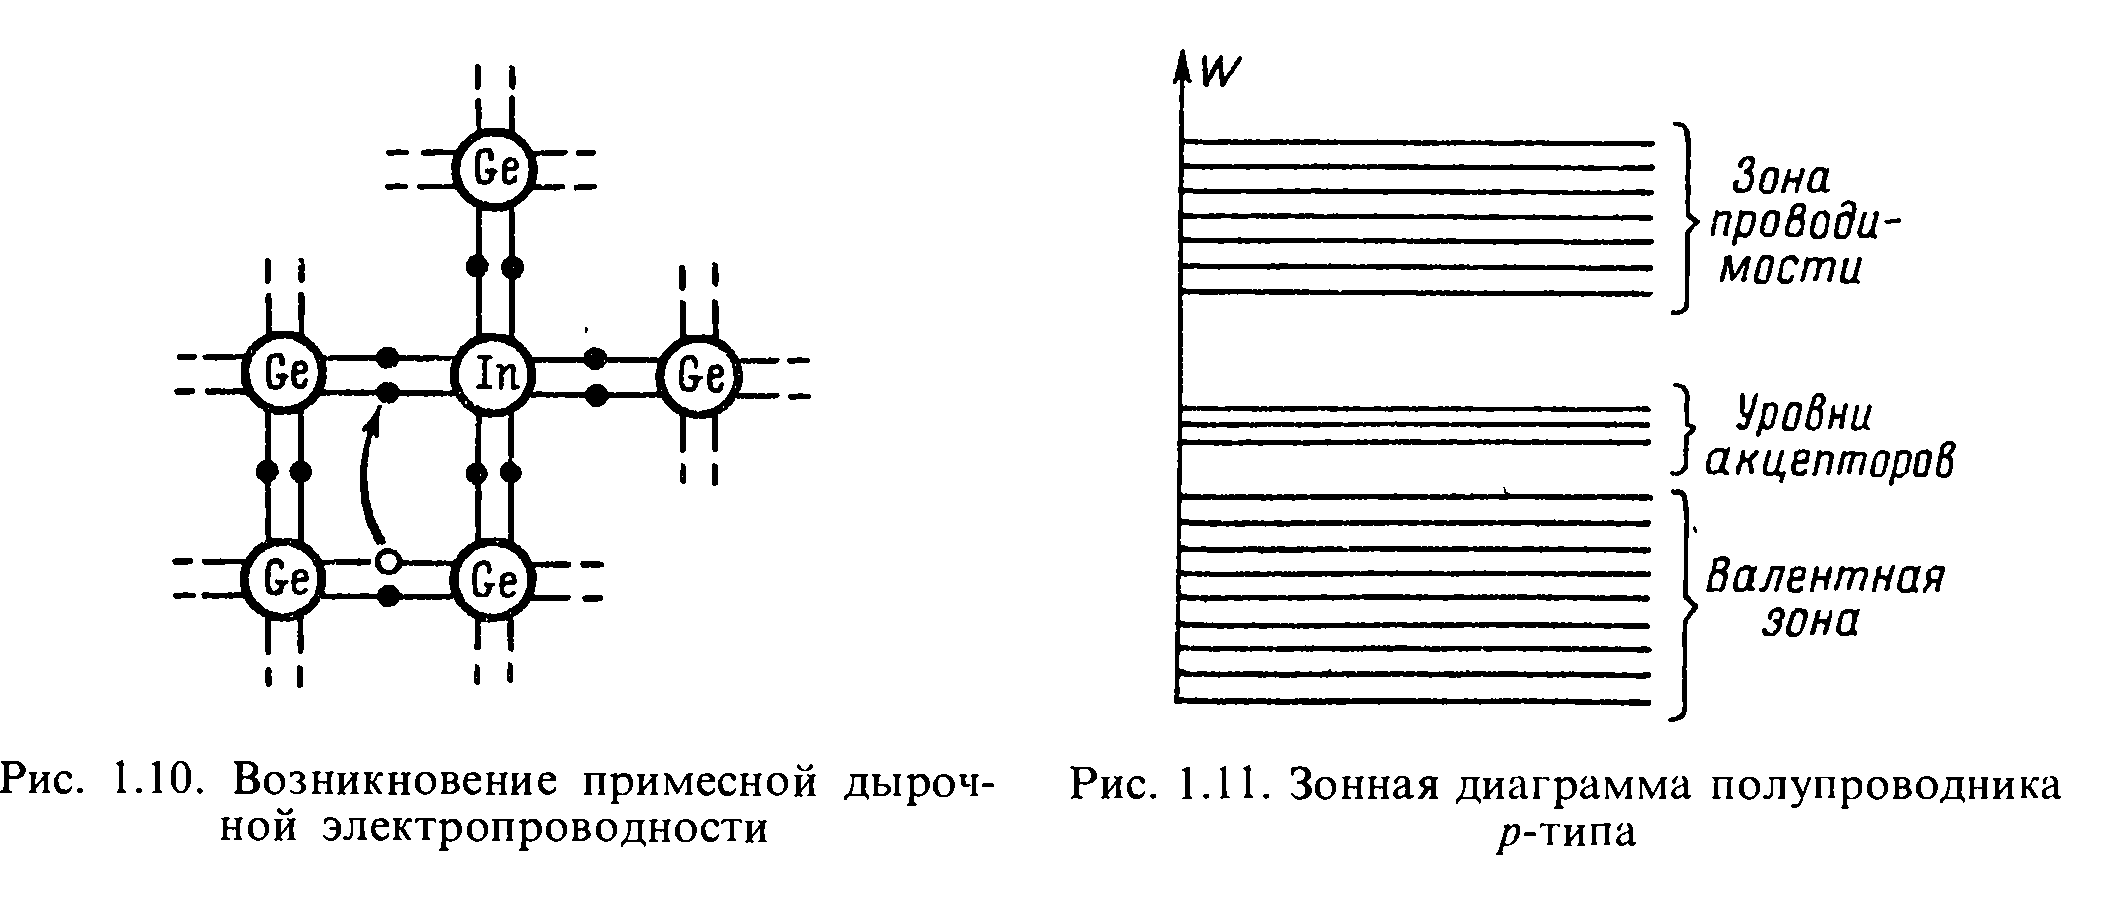 Ge
Ge
In
Ge
Ge
Ge
Рис. 1.10. Возникновение примесной дыроч-
ной электропроводности
W
Зона
проводи-
мости
Уровни
акцепторов
Валентная
зона
Рис. 1.11. Зонная диаграмма полупроводника
p-типа